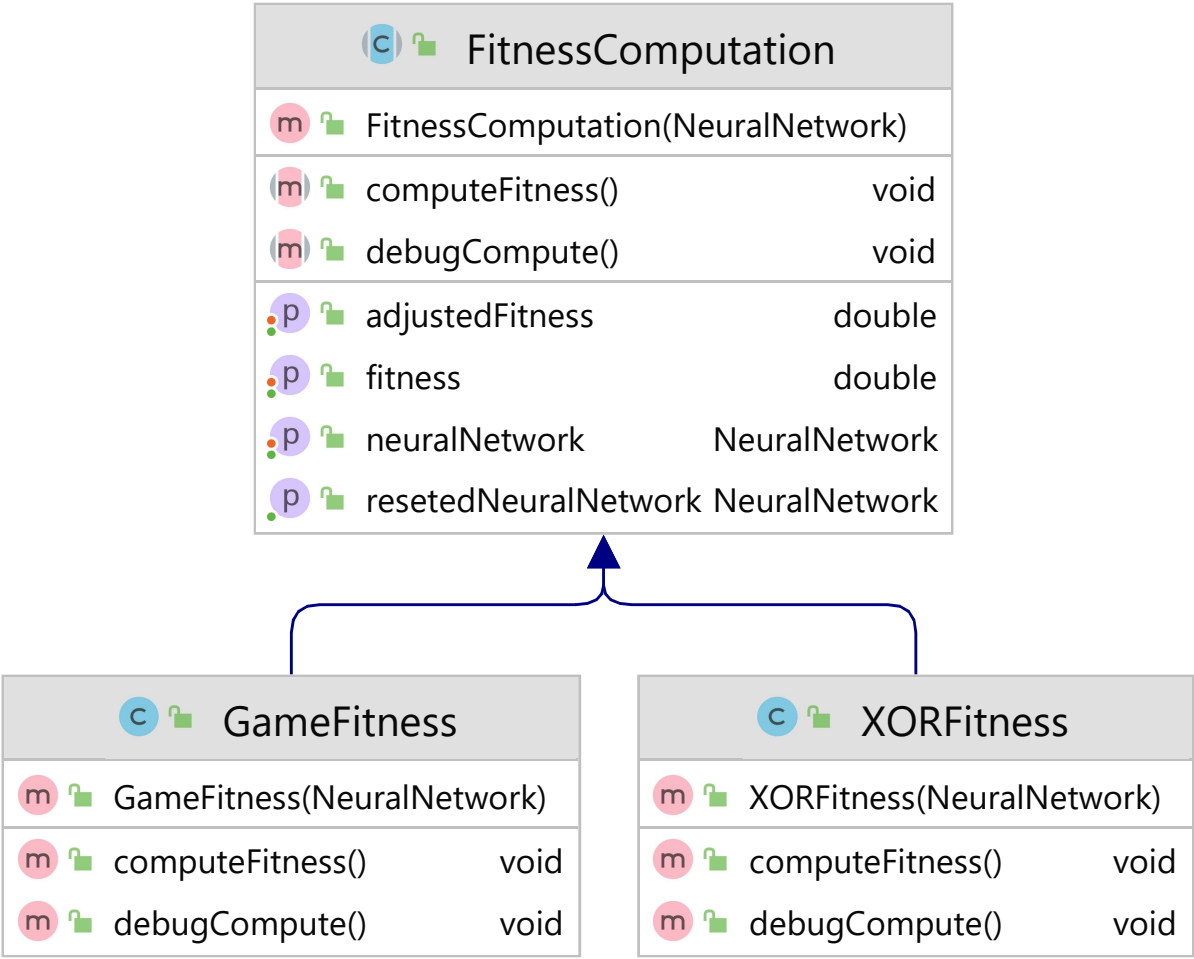 C FitnessComputation
m FitnessComputation(NeuralNetwork)
m computeFitness() void
m debugCompute() void
p adjustedFitness double
p fitness double
p neuralNetwork NeuralNetwork
p resetedNeuralNetwork NeuralNetwork
C GameFitness
m GameFitness(NeuralNetwork)
m computeFitness() void
m debugCompute() void
C XORFitness
m XORFitness(NeuralNetwork)
m computeFitness() void
m debugCompute() void